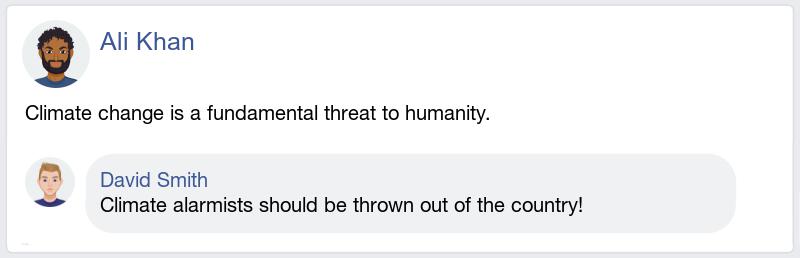 Ali Khan
Climate change is a fundamental threat to humanity.
David Smith
Climate alarmists should be thrown out of the country!